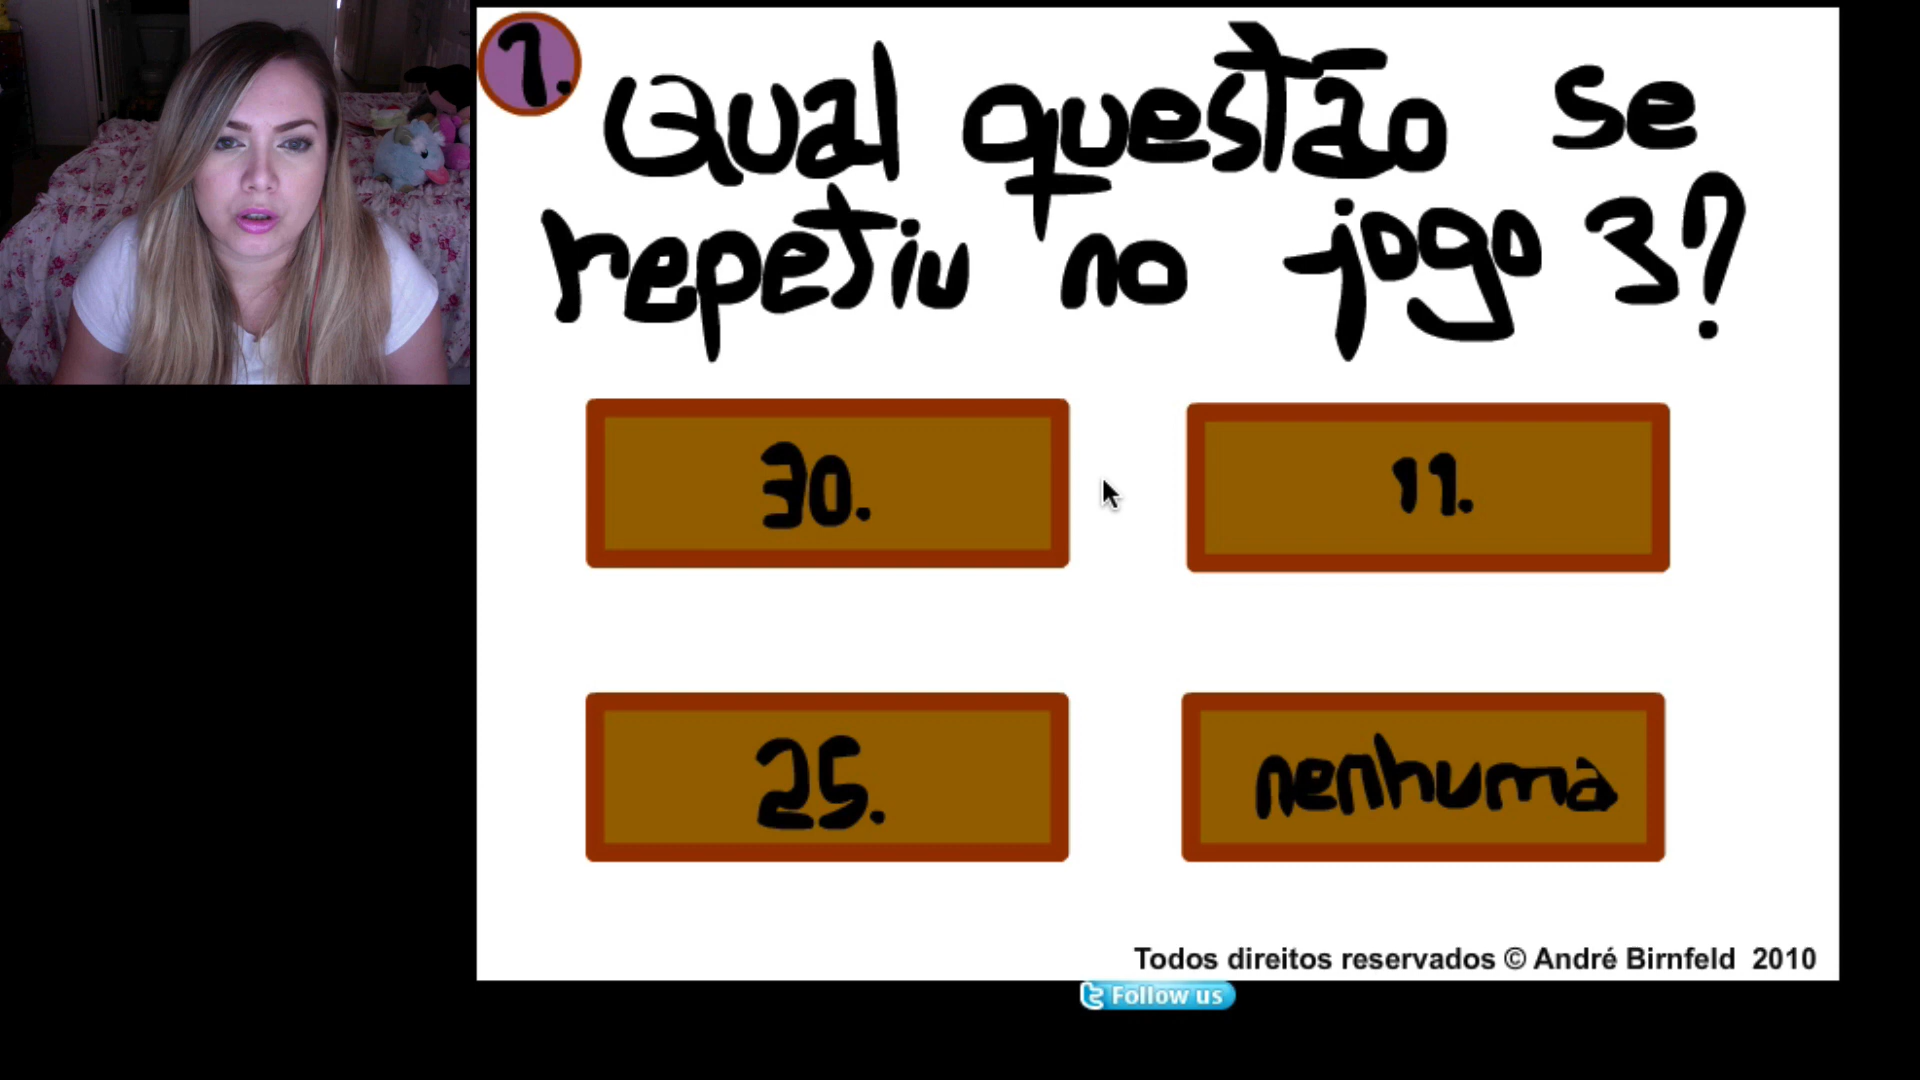 1.
Qual questão se
repetiu no jogo 3?
30.
11.
25.
nenhuma
Todos direitos reservados © André Birnfeld 2010
Follow us